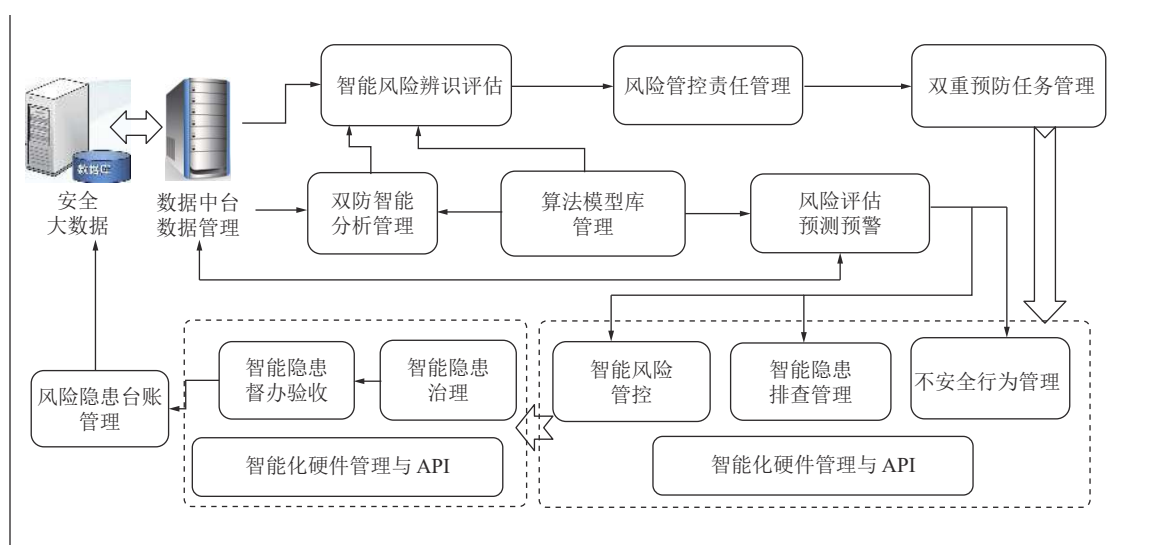 智能风险辨识评估
风险管控责任管理
双重预防任务管理
数据库
安全
大数据
数据中台
数据管理
双防智能
分析管理
算法模型库
管理
风险评估
预测预警
风险隐患台账
管理
智能隐患
督办验收
智能隐患
治理
智能风险
管控
智能隐患
排查管理
不安全行为管理
智能化硬件管理与 API
智能化硬件管理与 API